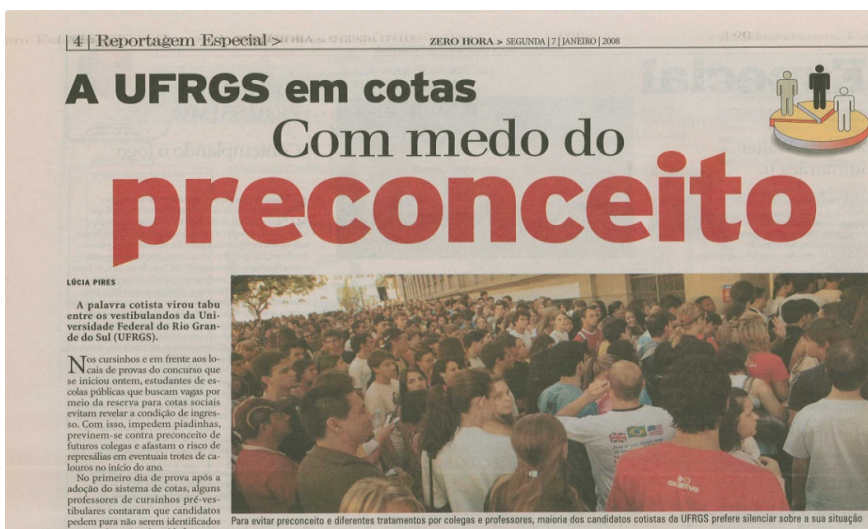 |4| Reportagem Especial >
ZERO HORA > SEGUNDA | 7 | JANEIRO | 2008
A UFRGS em cotas
Com medo do
preconceito
LÚCIA PIRES
A palavra cotista virou tabu
entre os vestibulandos da Uni-
versidade Federal do Rio Gran-
de do Sul (UFRGS).
Nos cursinhos e em frente aos lo-
cais de provas do concurso que
se iniciou ontem, estudantes de es-
colas públicas que buscam vagas por
meio da reserva para cotas sociais
evitam revelar a condição de ingres-
so. Com isso, impedem piadinhas,
previnem-se contra preconceito de
futuros colegas e afastam o risco de
represálias em eventuais trotes de ca-
louros no início do ano.
No primeiro dia de prova após a
adoção do sistema de cotas, alguns
professores de cursinhos pré-ves-
tibulares contaram que candidatos
pedem para não serem identificados
Para evitar preconceito e diferentes tratamentos por colegas e professores, maioria dos candidatos cotistas da UFRGS prefere silenciar sobre a sua situação
objetivo